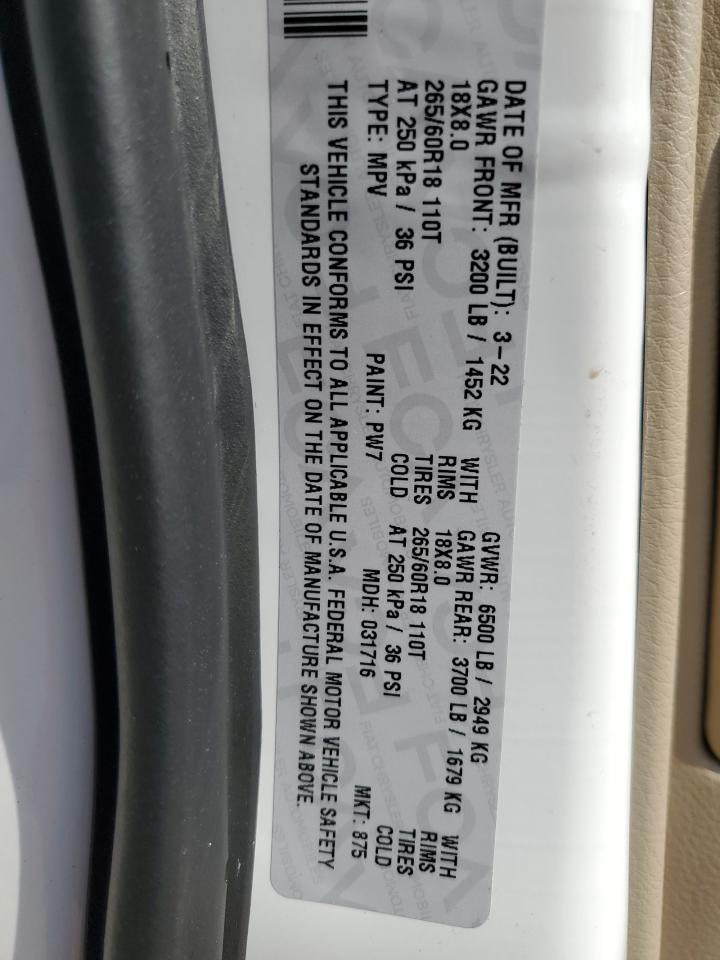 DATE OF MFR (BUILT): 3-22 GVWR: 6500 LB / 2949 KG
GAWR FRONT: 3200 LB / 1452 KG WITH GAWR REAR: 3700 LB / 1679 KG WITH
18X8.0 RIMS 18X8.0 RIMS
265/60R18 110T TIRES 265/60R18 110T TIRES
AT 250 kPa / 36 PSI COLD AT 250 kPa / 36 PSI COLD
TYPE: MPV PAINT: PW7 MDH: 031716 MKT: 875
THIS VEHICLE CONFORMS TO ALL APPLICABLE U.S.A. FEDERAL MOTOR VEHICLE SAFETY
STANDARDS IN EFFECT ON THE DATE OF MANUFACTURE SHOWN ABOVE.